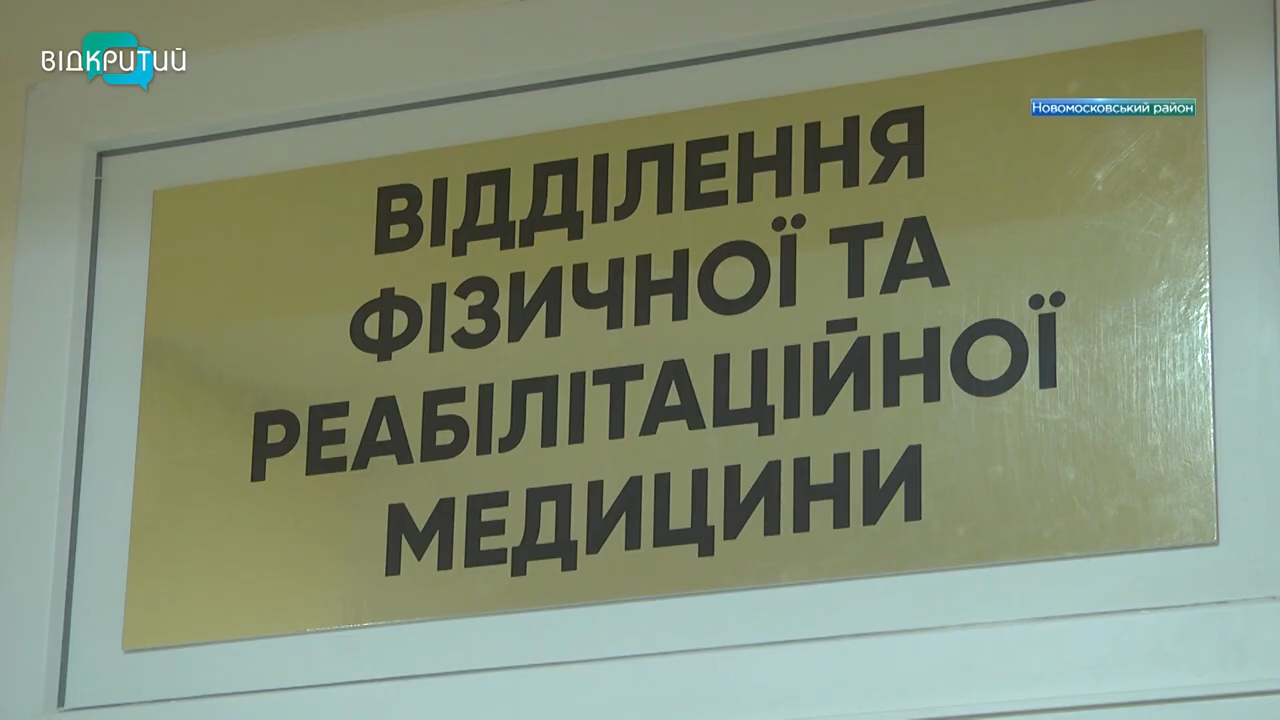 ВІДКРИТИЙ
Новомосковський район
ВІДДІЛЕННЯ
ФІЗИЧНОЇ ТА
РЕАБІЛІТАЦІЙНОЇ
МЕДИЦИНИ